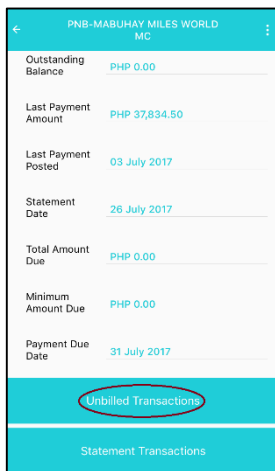 PNB-MABUHAY MILES WORLD
MC
Outstanding
Balance
PHP 0.00
Last Payment
Amount
PHP 37,834.50
Last Payment
Posted
03 July 2017
Statement
Date
26 July 2017
Total Amount
Due
PHP 0.00
Minimum
Amount Due
PHP 0.00
Payment Due
Date
31 July 2017
Unbilled Transactions
Statement Transactions